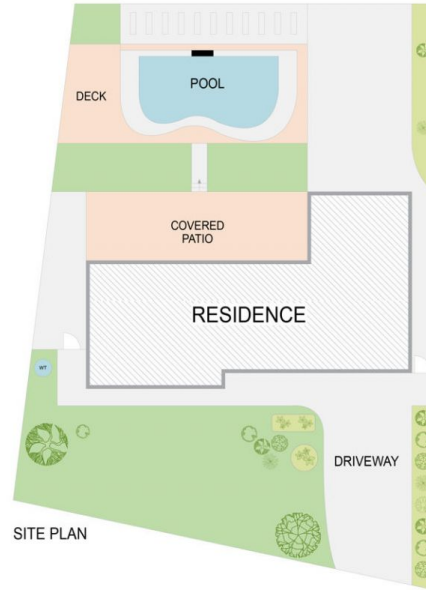 POOL
DECK
COVERED
PATIO
RESIDENCE
WT
DRIVEWAY
SITE PLAN